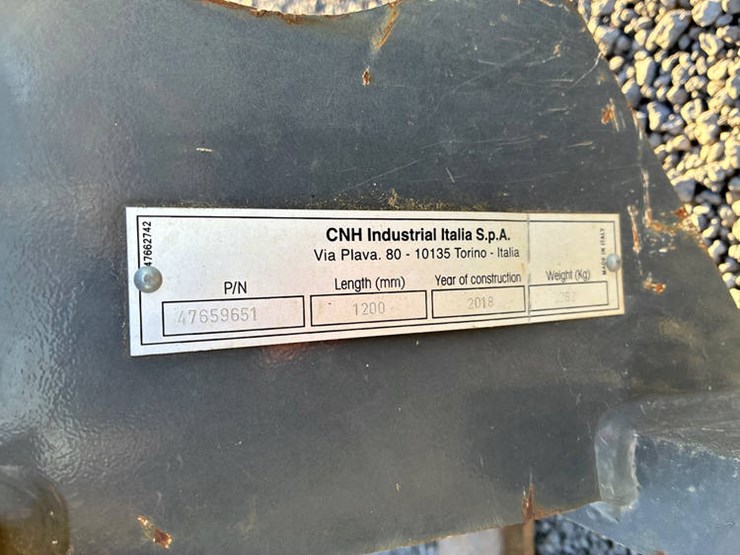 47662742
CNH Industrial Italia S.p.A.
Via Plava. 80 - 10135 Torino - Italia
P/N Length (mm) Year of construction Weight (Kg)
47659651 1200 2018
MADE IN ITALY